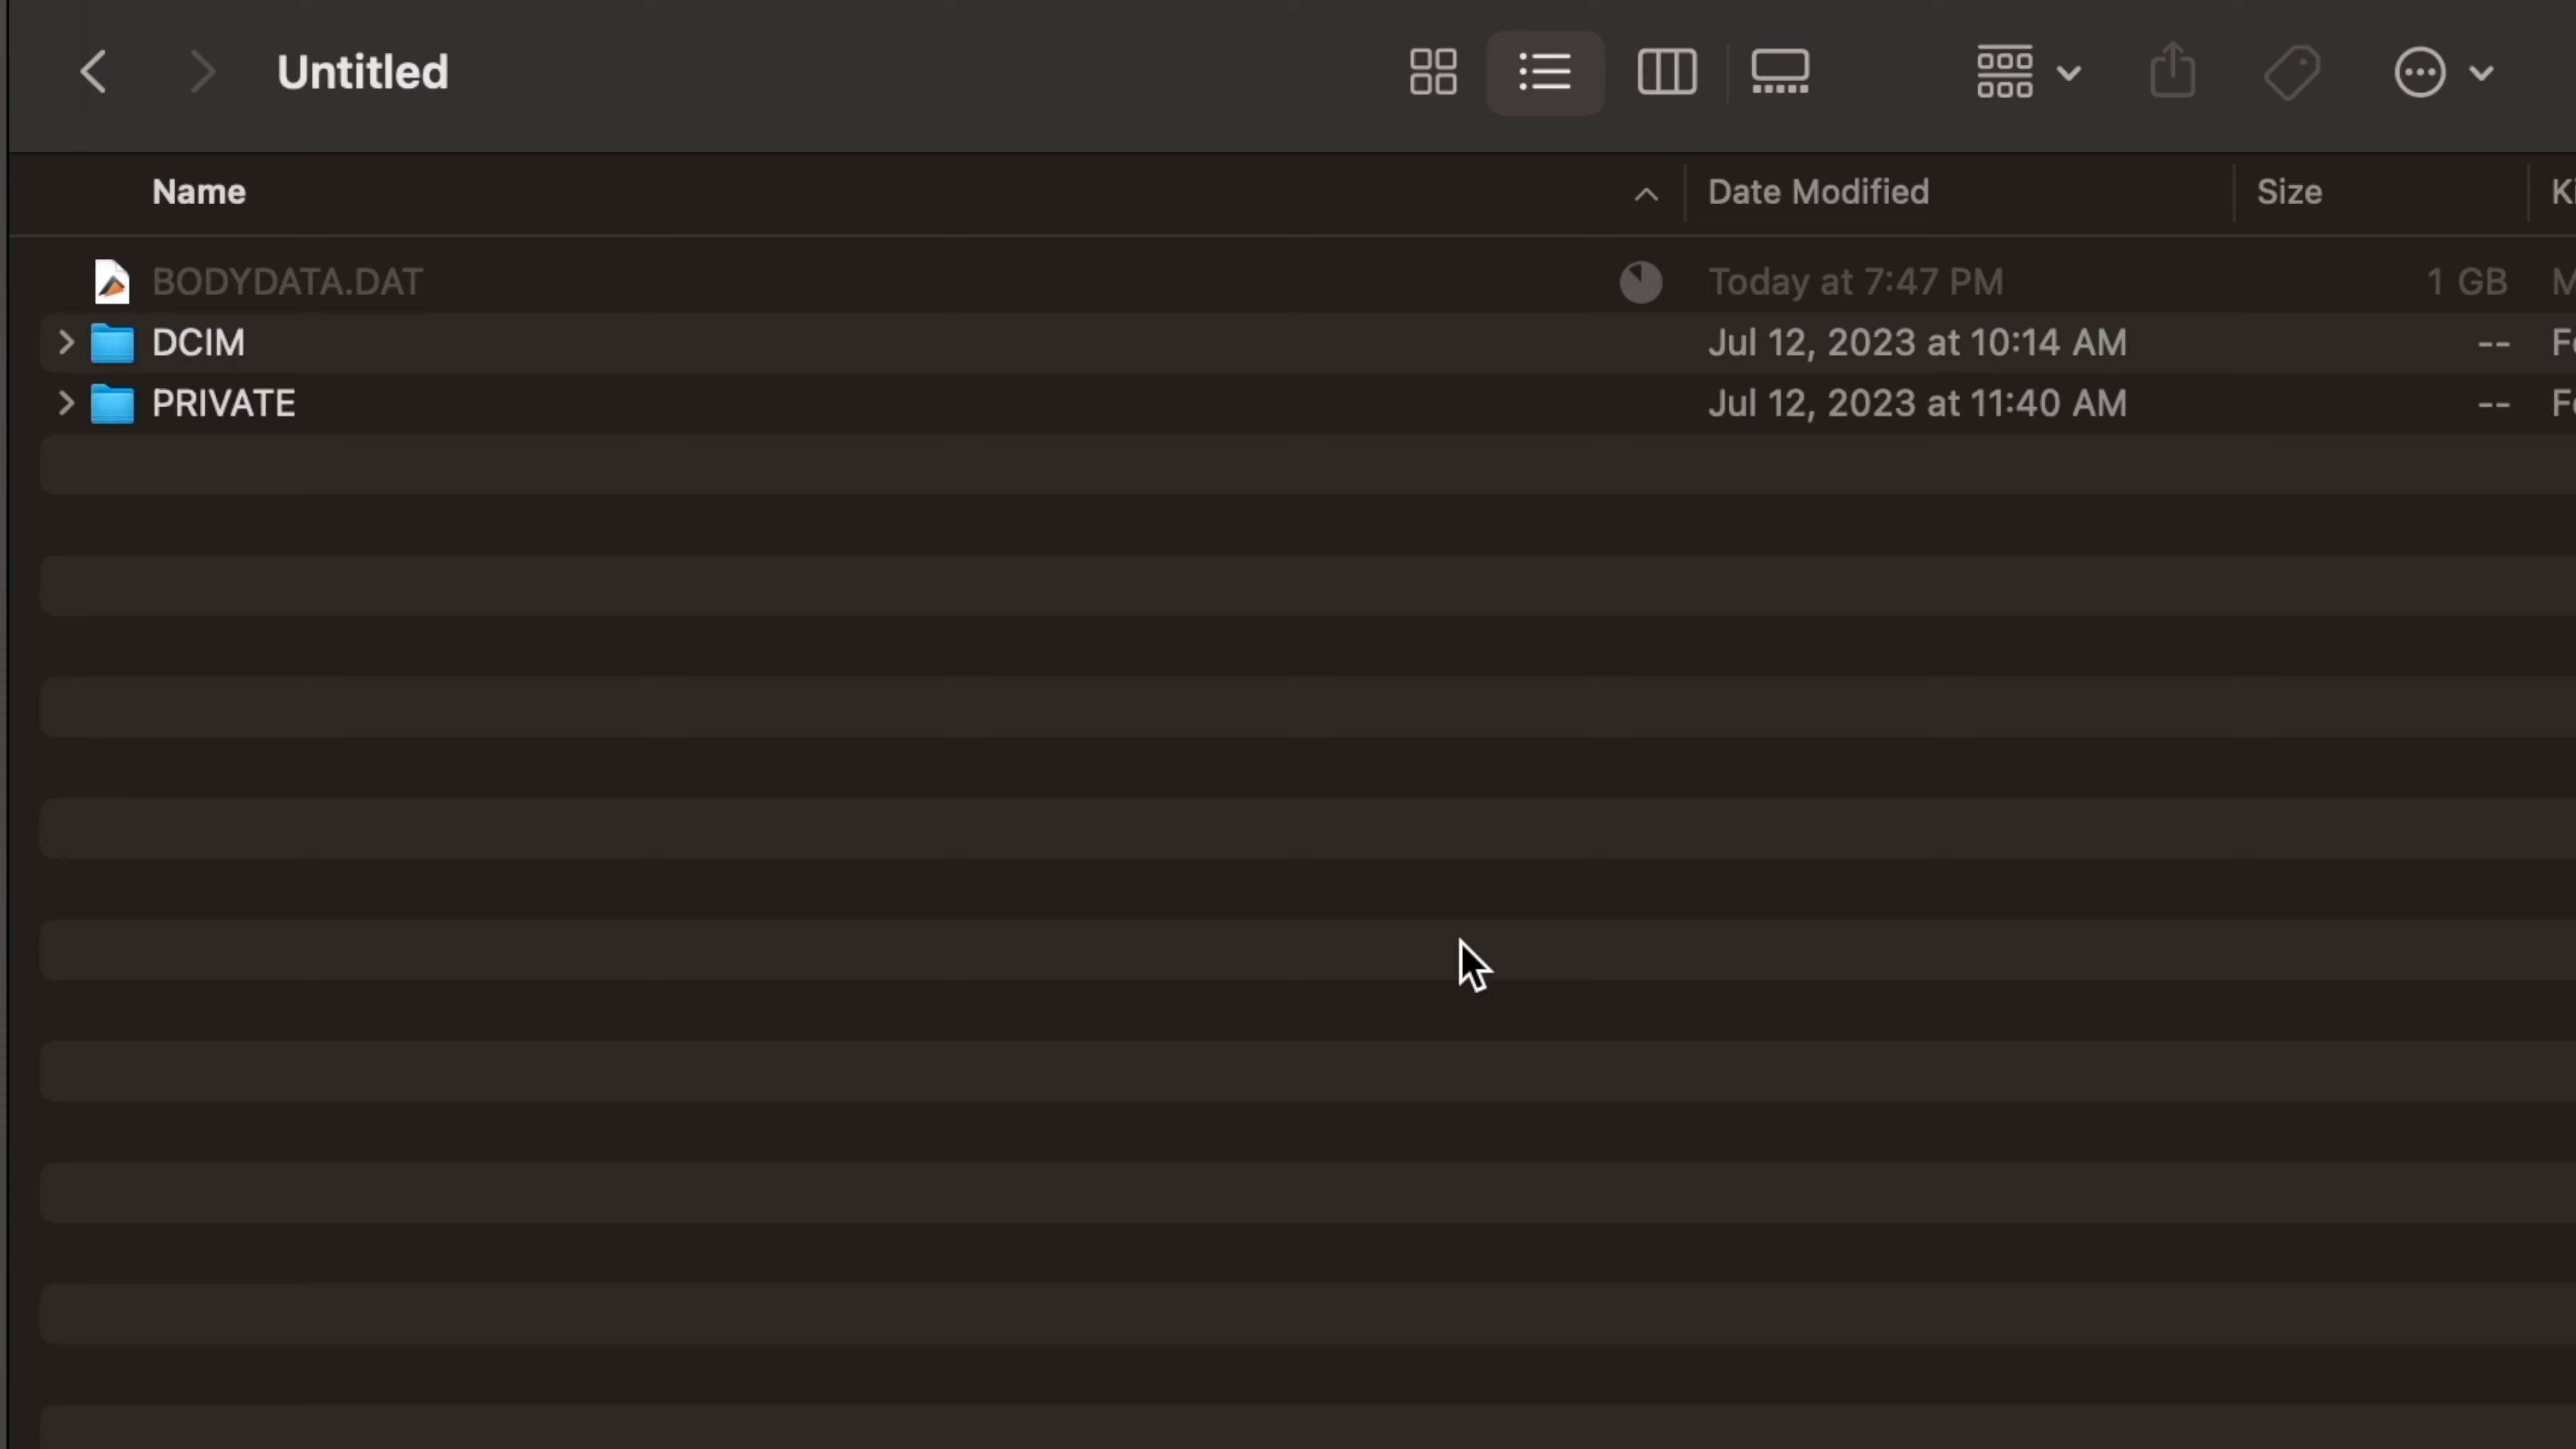 Untitled
Name Date Modified Size
BODYDATA.DAT Today at 7:47 PM 1 GB
DCIM Jul 12, 2023 at 10:14 AM --
PRIVATE Jul 12, 2023 at 11:40 AM --